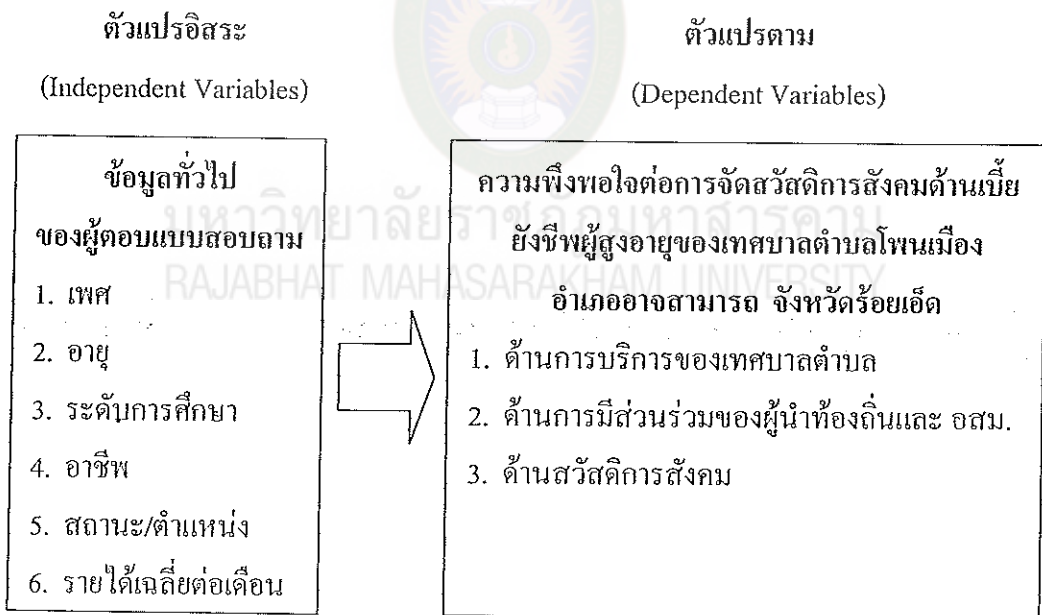 ตัวแปรอิสระ
(Independent Variables)
ข้อมูลทั่วไป
ของผู้ตอบแบบสอบถาม
1. เพศ
2. อายุ
3. ระดับการศึกษา
4. อาชีพ
5. สถานะ/ตำแหน่ง
6. รายได้เฉลี่ยต่อเดือน
ตัวแปรตาม
(Dependent Variables)
ความพึงพอใจต่อการจัดสวัสดิการสังคมด้านเบี้ย
ยังชีพผู้สูงอายุของเทศบาลตำบลโพนเมือง
อำเภออาจสามารถ จังหวัดร้อยเอ็ด
1. ด้านการบริการของเทศบาลตำบล
2. ด้านการมีส่วนร่วมของผู้นำท้องถิ่นและ อสม.
3. ด้านสวัสดิการสังคม
มหาวิทยาลัยราชภัฏมหาสารคาม
RAJABHAT MAHASARAKHAM UNIVERSITY